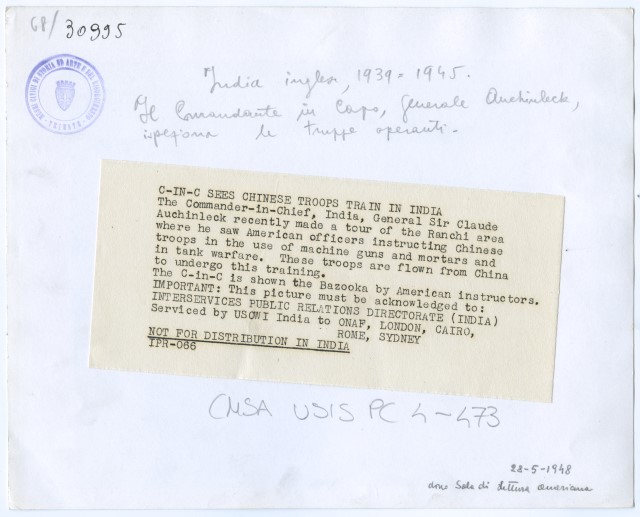 GP/30995
India inglese, 1939-1945.
Il Comandante in Capo, Generale Auchinleck,
ispeziona le truppe operanti.
C-IN-C SEES CHINESE TROOPS TRAIN IN INDIA
The Commander-in-Chief, India, General Sir Claude
Auchinleck recently made a tour of the Ranchi area
where he saw American officers instructing Chinese
troops in the use of machine guns and mortars and
in tank warfare. These troops are flown from China
to undergo this training.
The C-in-C is shown the Bazooka by American instructors.
IMPORTANT: This picture must be acknowledged to:
INTERSERVICES PUBLIC RELATIONS DIRECTORATE (INDIA)
Serviced by USOWI India to ONAF, LONDON, CAIRO,
ROME, SYDNEY
NOT FOR DISTRIBUTION IN INDIA
IPR-066
CMSA USIS PC 4-473
28-5-1948
dono Sala di lettura americana